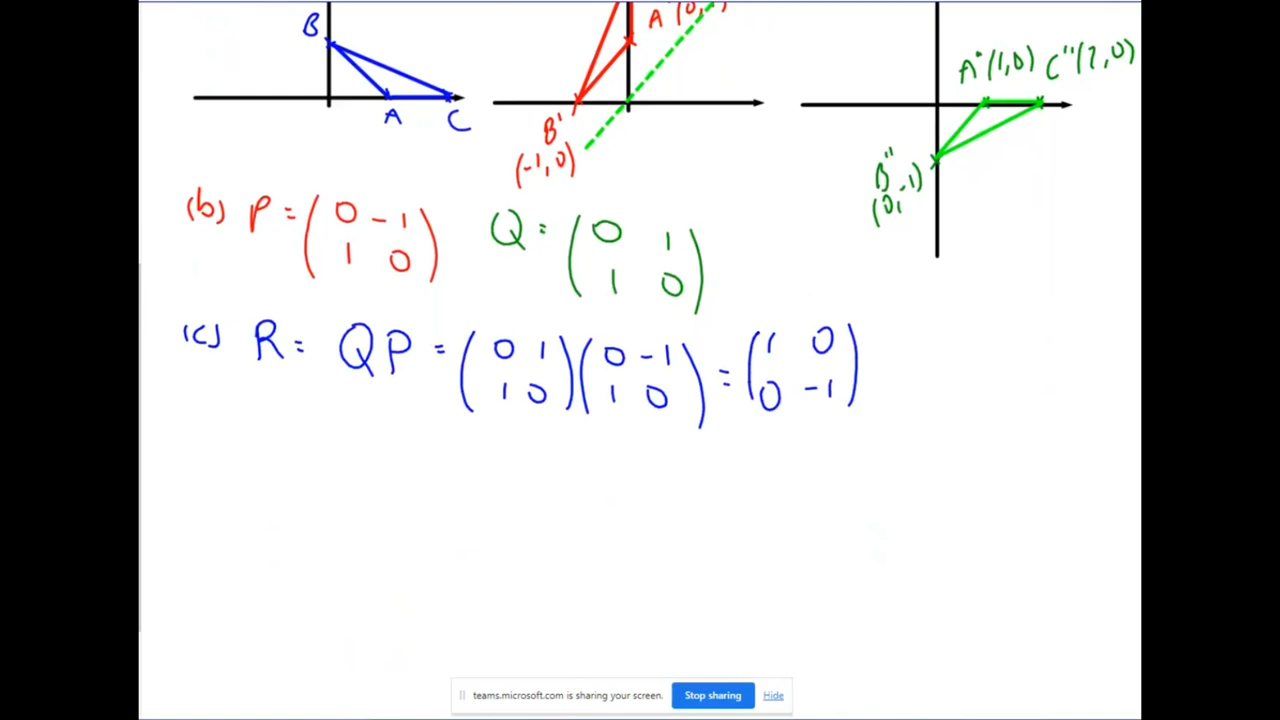 B
A
C
A (0,
B'
(-1, 0)
A" (1, 0) C" (2, 0)
B"
(0, -1)
(b) P = ( 0 -1
1 0 )
Q = ( 0 1
1 0 )
(c) R = QP = ( 0 1
1 0 ) ( 0 -1
1 0 ) = ( 1 0
0 -1 )
teams.microsoft.com is sharing your screen. Stop sharing Hide